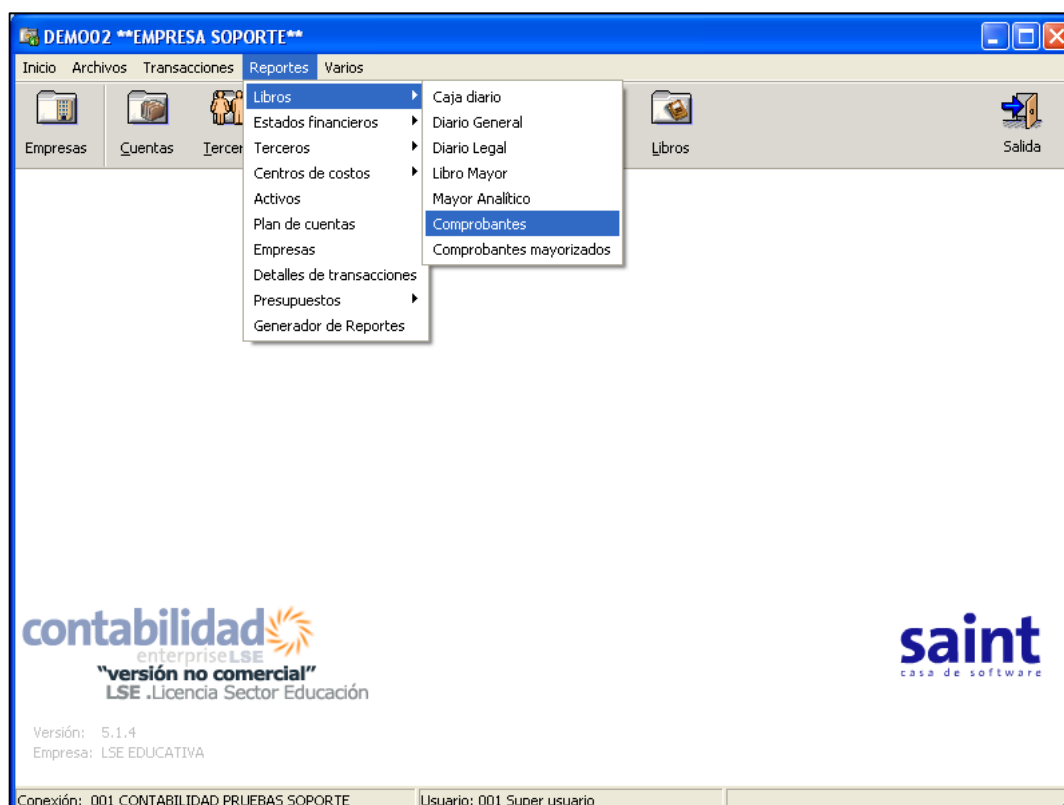 DEMO02 **EMPRESA SOPORTE**
Inicio Archivos Transacciones Reportes Varios
Empresas Cuentas Tercer Libros Salida
Libros
Estados financieros
Terceros
Centros de costos
Activos
Plan de cuentas
Empresas
Detalles de transacciones
Presupuestos
Generador de Reportes
Caja diario
Diario General
Diario Legal
Libro Mayor
Mayor Analítico
Comprobantes
Comprobantes mayorizados
contabilidad
enterprise LSE
"versión no comercial"
LSE .Licencia Sector Educación
saint
casa de software
Versión: 5.1.4
Empresa: LSE EDUCATIVA
Conexión: 001 CONTABILIDAD PRUEBAS SOPORTE Usuario: 001 Super usuario